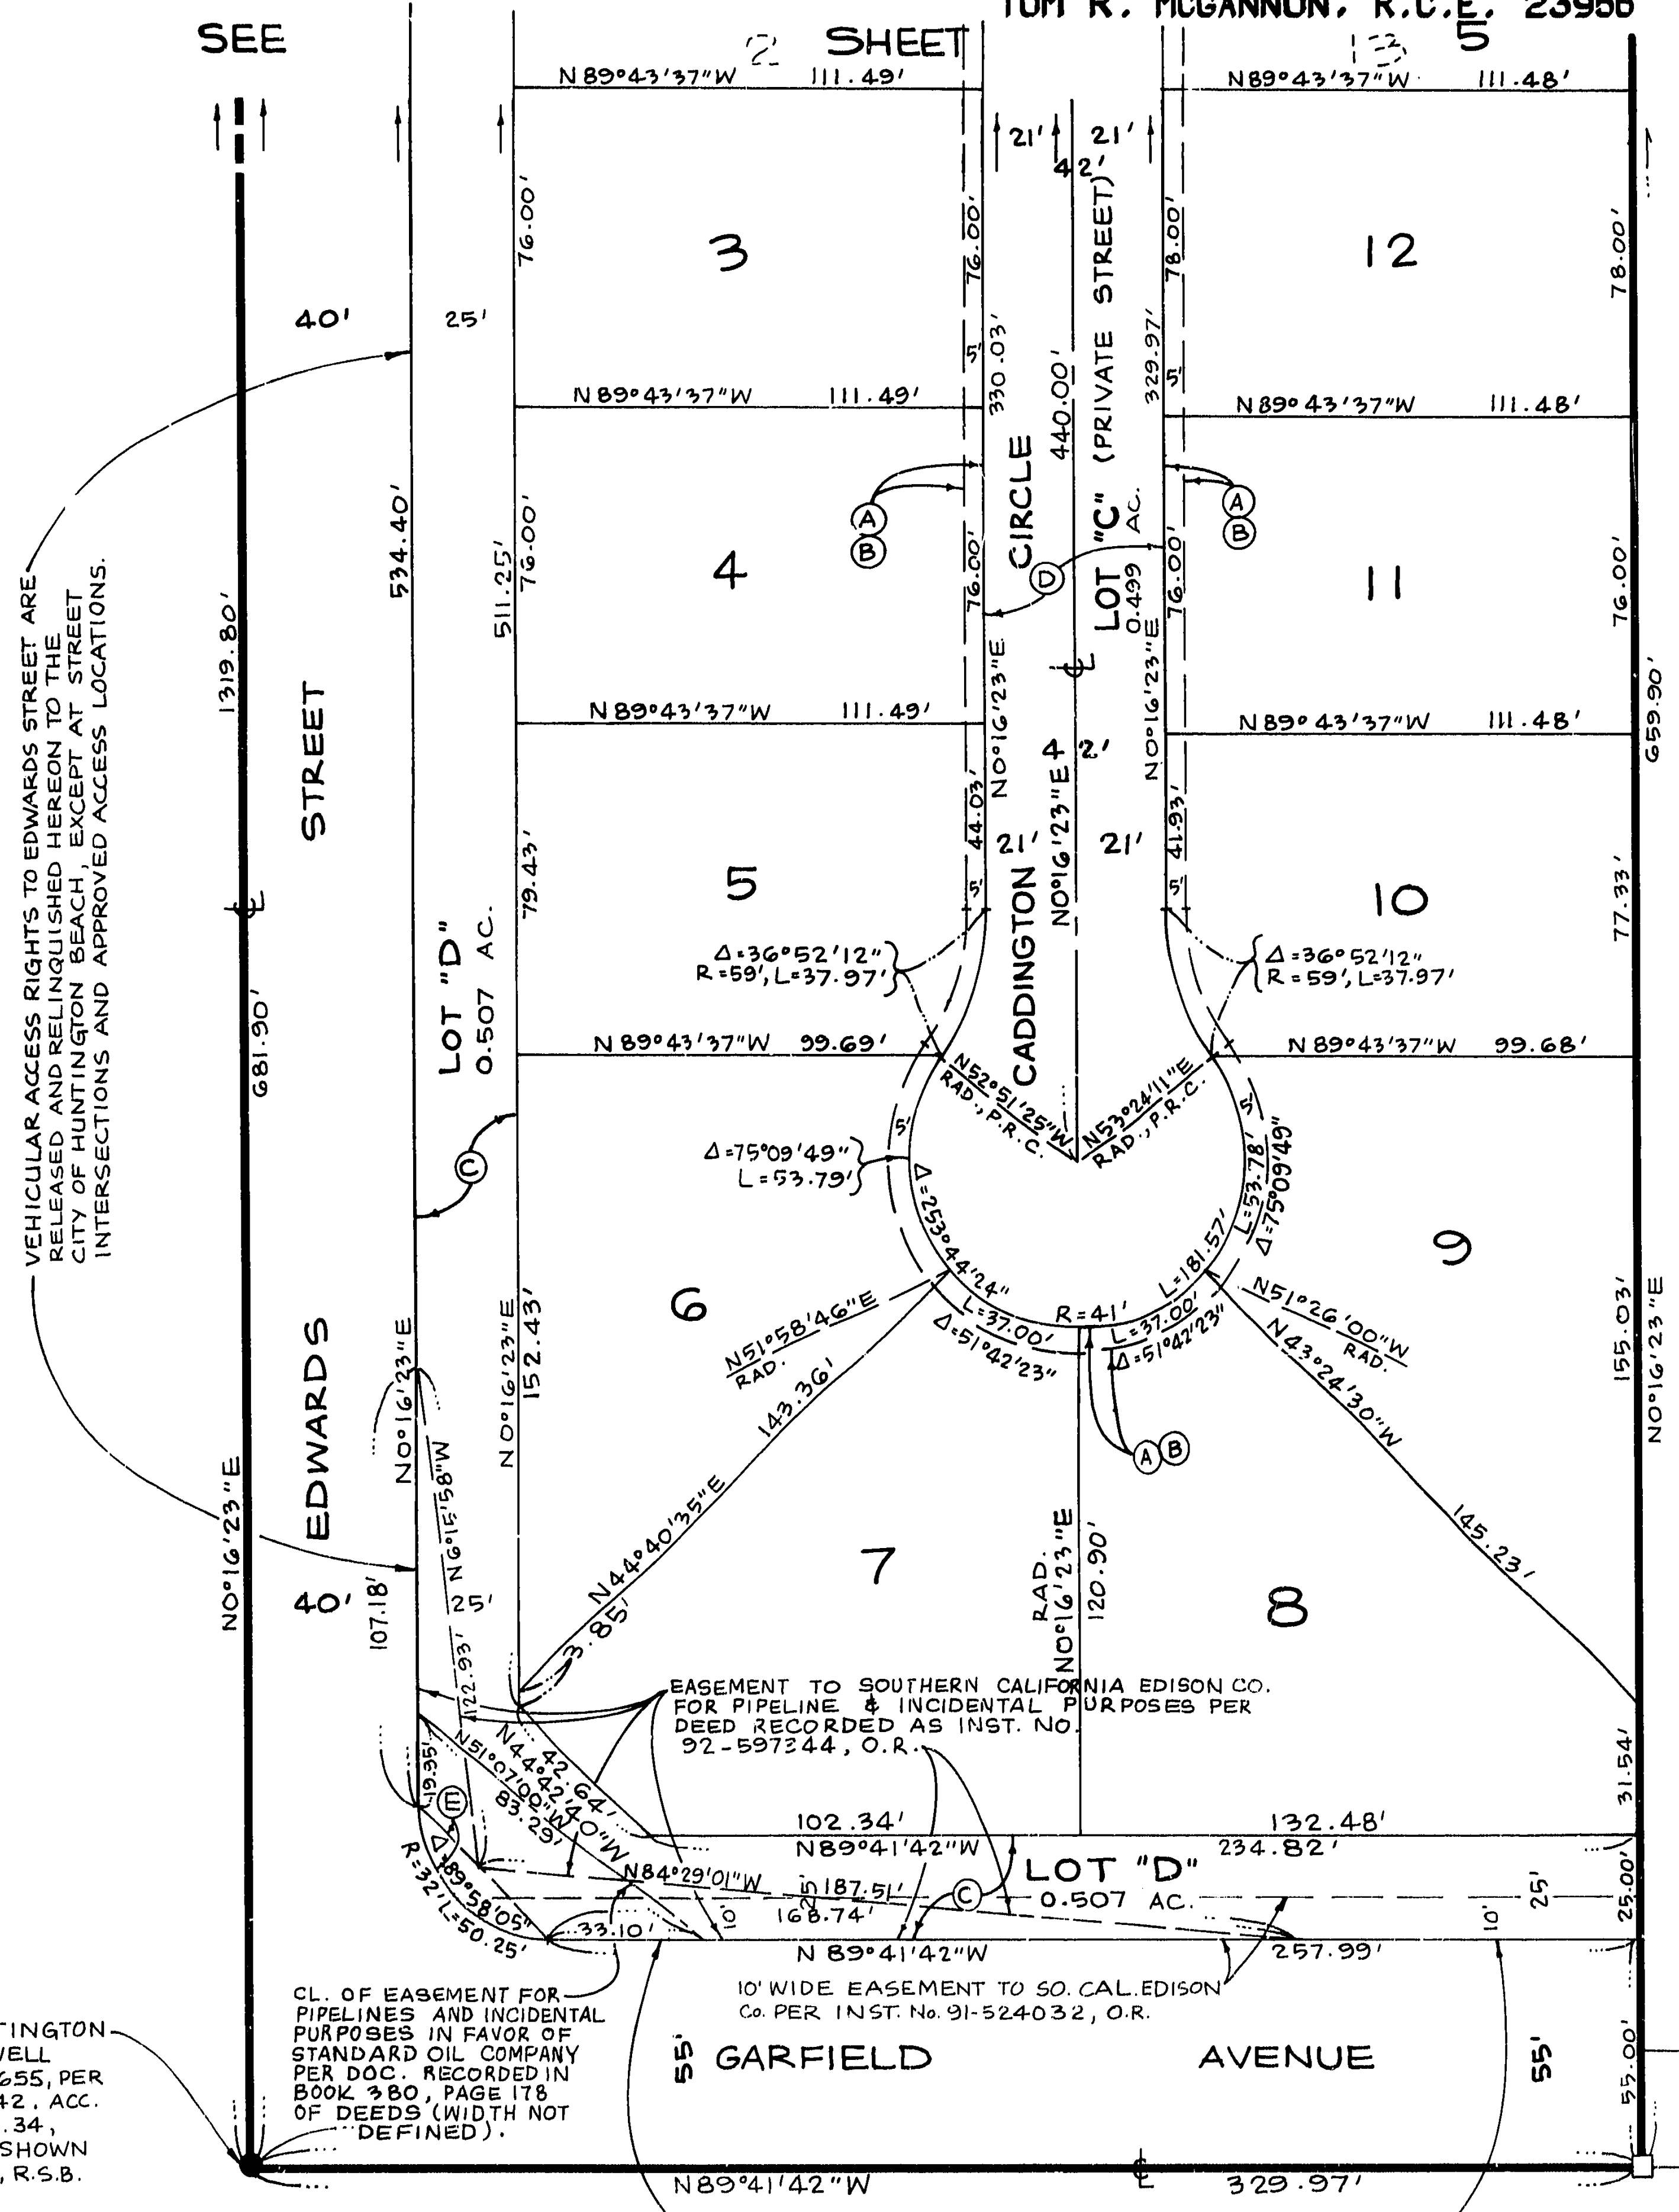 TOM R. MCGANNON. R.C.E. 23956
SEE
2
SHEET
13
5
N89°43'37"W 111.49'
N89°43'37"W 111.48'
21'
21'
42'
76.00'
3
76.00'
78.00'
12
78.00'
40'
25'
5'
330.03'
440.00'
LOT "C" (PRIVATE STREET)
0.499 AC.
329.97'
5'
N89°43'37"W 111.49'
N89°43'37"W 111.48'
A
B
A
B
D
534.40'
511.25'
76.00'
4
76.00'
CADDINGTON CIRCLE
76.00'
11
76.00'
1319.80'
VEHICULAR ACCESS RIGHTS TO EDWARDS STREET ARE
RELEASED AND RELINQUISHED HEREON TO THE
CITY OF HUNTINGTON BEACH, EXCEPT AT STREET
INTERSECTIONS AND APPROVED ACCESS LOCATIONS.
EDWARDS STREET
N0°16'23"E
N0°16'23"E
659.90'
N89°43'37"W 111.49'
N89°43'37"W 111.48'
42'
N0°16'23"E
44.03'
21'
21'
41.93'
79.43'
5
5'
5'
10
77.33'
681.90'
LOT "D"
0.507 AC.
Δ=36°52'12"
R=59', L=37.97'
Δ=36°52'12"
R=59', L=37.97'
N89°43'37"W 99.69'
N89°43'37"W 99.68'
N52°51'25"W
RAD., P.R.C.
N53°24'11"E
RAD., P.R.C.
5'
5'
C
Δ=75°09'49"
L=53.79'
Δ=253°44'24"
L=181.57'
L=53.78'
Δ=75°09'49"
6
9
R=41'
L=37.00'
Δ=51°42'23"
L=37.00'
Δ=51°42'23"
N51°58'46"E
RAD.
N51°26'00"W
RAD.
N43°24'30"W
145.23'
143.36'
N44°40'35"E
3.85'
A B
N0°16'23"E
N0°16'23"E
152.43'
155.03'
N0°16'23"E
N0°16'23"E
N6°15'58"W
122.93'
40'
25'
107.18'
7
RAD.
N0°16'23"E
120.90'
8
EASEMENT TO SOUTHERN CALIFORNIA EDISON CO.
FOR PIPELINE & INCIDENTAL PURPOSES PER
DEED RECORDED AS INST. NO.
92-597344, O.R.
19.95'
E
N51°07'00"W
83.29'
N44°42'40"W
42.64'
31.54'
102.34'
132.48'
N89°41'42"W
234.82'
LOT "D"
0.507 AC.
Δ=89°58'05"
R=32' L=50.25'
N84°29'01"W
187.51'
25'
C
168.74'
33.10'
10'
10'
25'
25.00'
N 89°41'42"W
257.99'
CL. OF EASEMENT FOR
PIPELINES AND INCIDENTAL
PURPOSES IN FAVOR OF
STANDARD OIL COMPANY
PER DOC. RECORDED IN
BOOK 380, PAGE 178
OF DEEDS (WIDTH NOT
DEFINED).
10' WIDE EASEMENT TO SO. CAL. EDISON
Co. PER INST. No. 91-524032, O.R.
55'
GARFIELD AVENUE
55'
55.00'
TINGTON
WELL
655, PER
42. ACC.
.34,
SHOWN
, R.S.B.
N89°41'42"W
329.97'